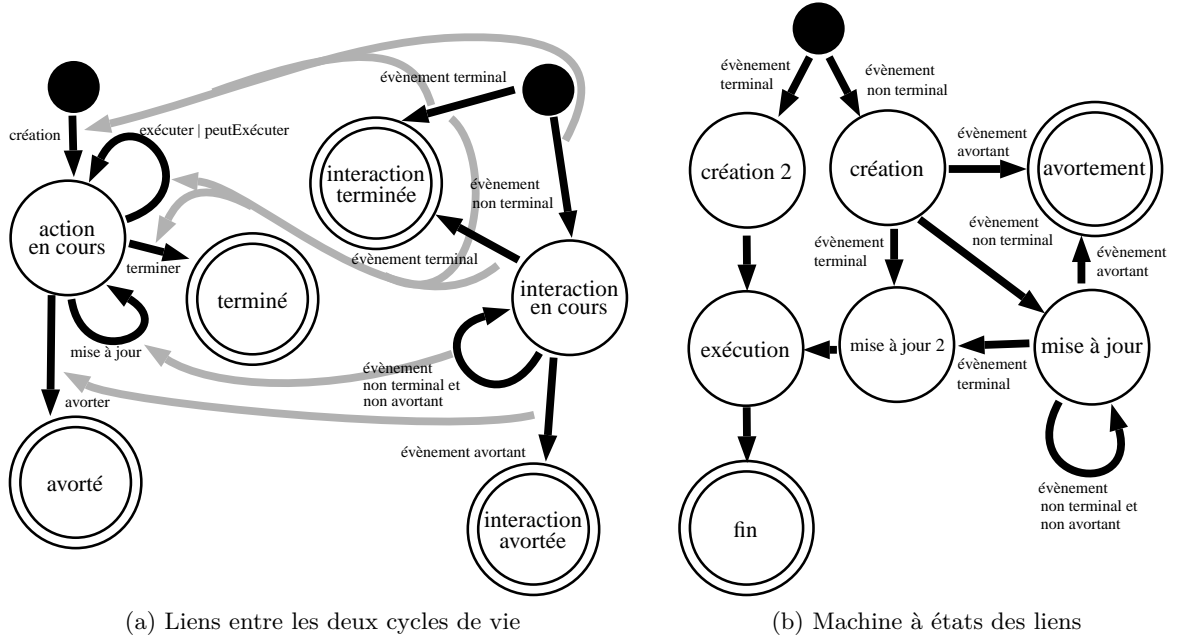 évènement terminal
création
exécuter | peutExécuter
interaction
terminée
évènement
non terminal
action
en cours
terminer
évènement terminal
terminé
interaction
en cours
mise à jour
évènement
non terminal et
non avortant
avorter
évènement avortant
avorté
interaction
avortée
(a) Liens entre les deux cycles de vie
évènement
terminal
évènement
non terminal
évènement
avortant
création 2
création
avortement
évènement
non terminal
évènement
terminal
évènement
avortant
exécution
mise à jour 2
mise à jour
évènement
terminal
évènement
non terminal et
non avortant
fin
(b) Machine à états des liens